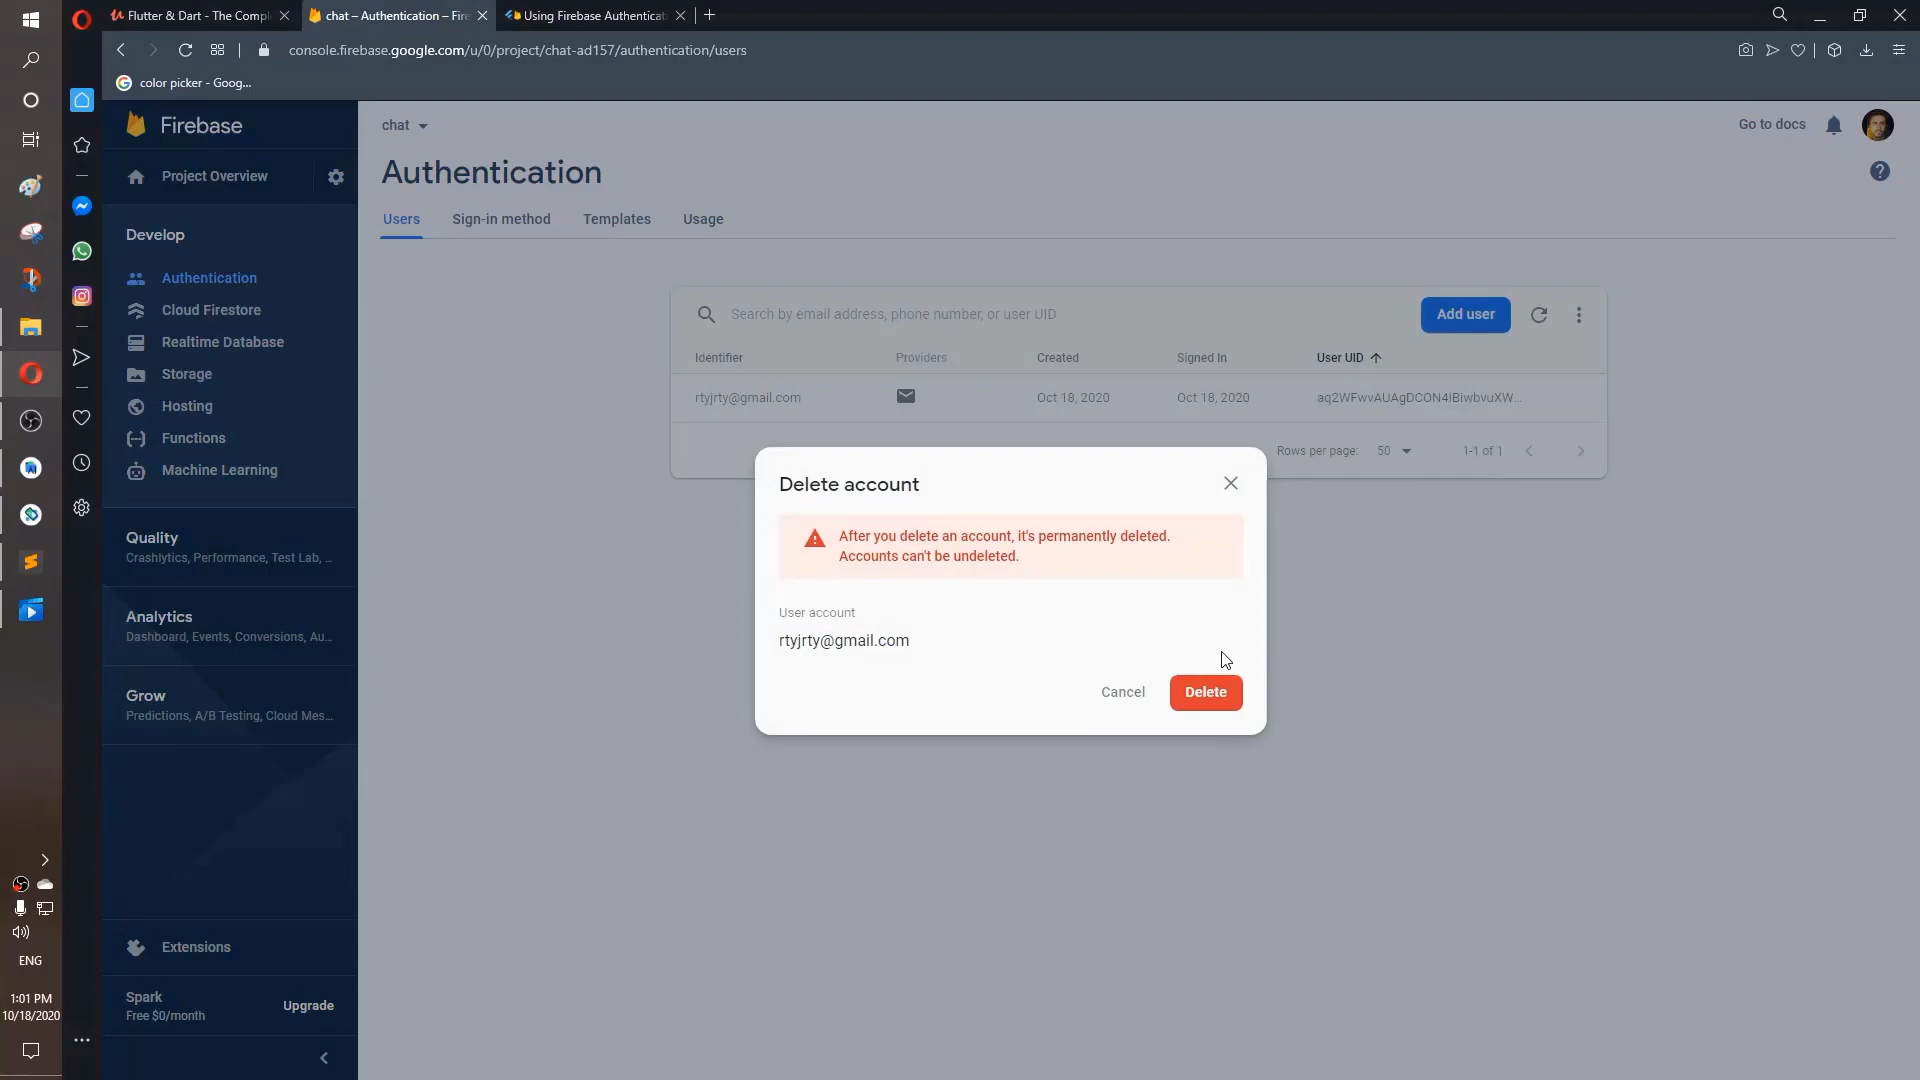 Flutter & Dart - The Compl
chat – Authentication – Fire
Using Firebase Authenticat
console.firebase.google.com/u/0/project/chat-ad157/authentication/users
color picker - Goog...
Firebase
Project Overview
Develop
Authentication
Cloud Firestore
Realtime Database
Storage
Hosting
Functions
Machine Learning
Quality
Crashlytics, Performance, Test Lab, ...
Analytics
Dashboard, Events, Conversions, Au...
Grow
Predictions, A/B Testing, Cloud Mes...
Extensions
Spark
Free $0/month
Upgrade
chat
Go to docs
Authentication
Users Sign-in method Templates Usage
Search by email address, phone number, or user UID
Add user
Identifier Providers Created Signed In User UID
rtyjrty@gmail.com Oct 18, 2020 Oct 18, 2020 aq2WFwvAUAgDCON4IBiwbvuXW...
Rows per page: 50 1-1 of 1
Delete account
After you delete an account, it's permanently deleted.
Accounts can't be undeleted.
User account
rtyjrty@gmail.com
Cancel Delete
ENG
1:01 PM
10/18/2020